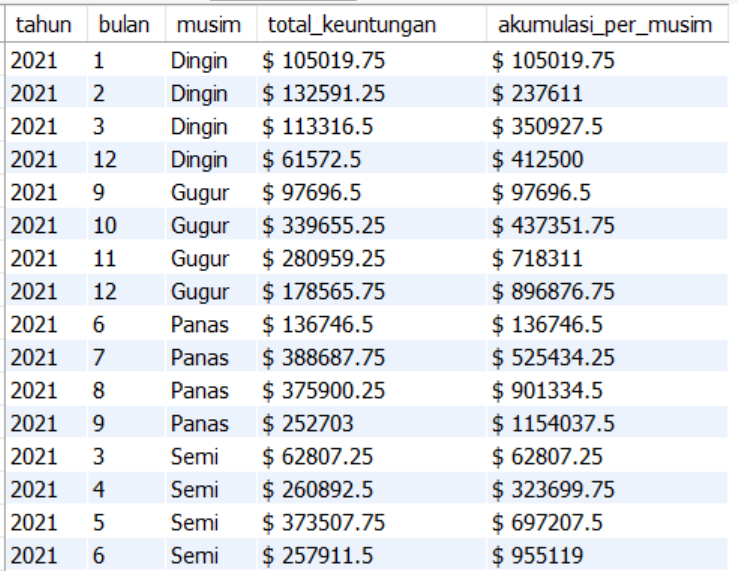 tahun bulan musim total_keuntungan akumulasi_per_musim
2021 1 Dingin $ 105019.75 $ 105019.75
2021 2 Dingin $ 132591.25 $ 237611
2021 3 Dingin $ 113316.5 $ 350927.5
2021 12 Dingin $ 61572.5 $ 412500
2021 9 Gugur $ 97696.5 $ 97696.5
2021 10 Gugur $ 339655.25 $ 437351.75
2021 11 Gugur $ 280959.25 $ 718311
2021 12 Gugur $ 178565.75 $ 896876.75
2021 6 Panas $ 136746.5 $ 136746.5
2021 7 Panas $ 388687.75 $ 525434.25
2021 8 Panas $ 375900.25 $ 901334.5
2021 9 Panas $ 252703 $ 1154037.5
2021 3 Semi $ 62807.25 $ 62807.25
2021 4 Semi $ 260892.5 $ 323699.75
2021 5 Semi $ 373507.75 $ 697207.5
2021 6 Semi $ 257911.5 $ 955119